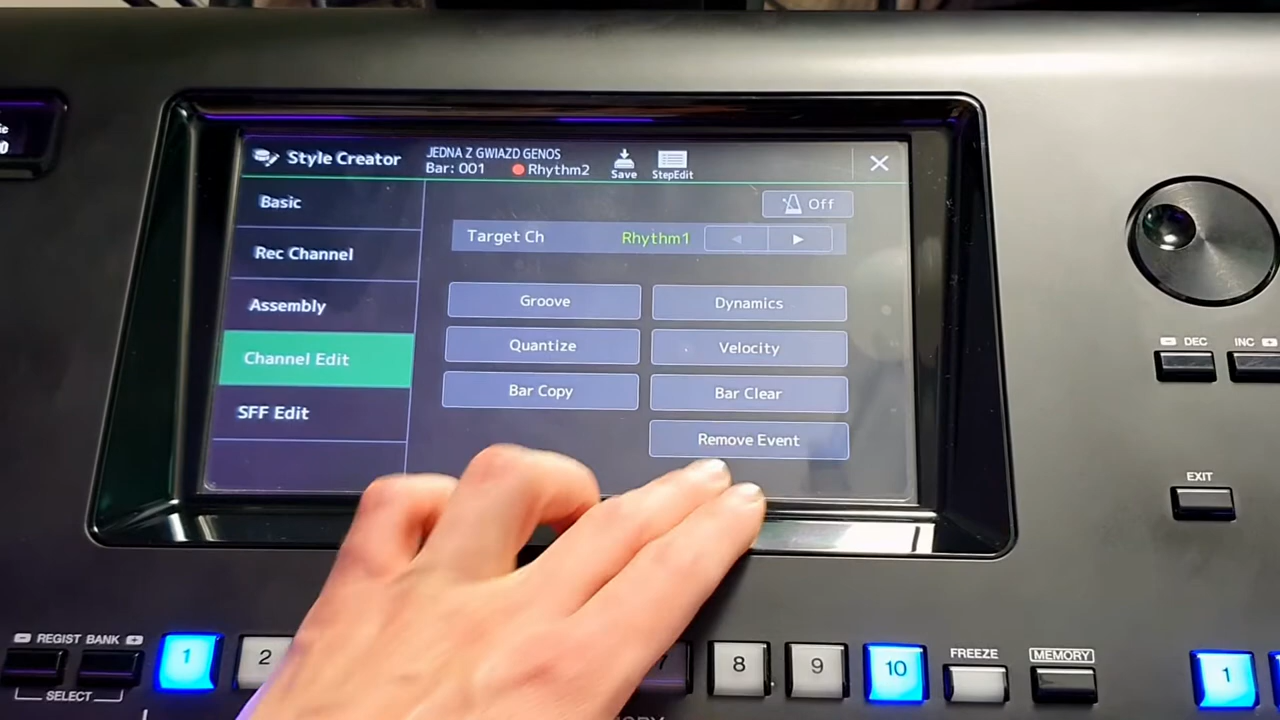 Style Creator
JEDNA Z GWIAZD GENOS
Bar: 001
Rhythm2
Save
StepEdit
Off
Basic
Rec Channel
Assembly
Channel Edit
SFF Edit
Target Ch
Rhythm1
Groove
Dynamics
Quantize
Velocity
Bar Copy
Bar Clear
Remove Event
DEC
INC
EXIT
REGIST BANK
SELECT
1
2
7
8
9
10
FREEZE
MEMORY
1